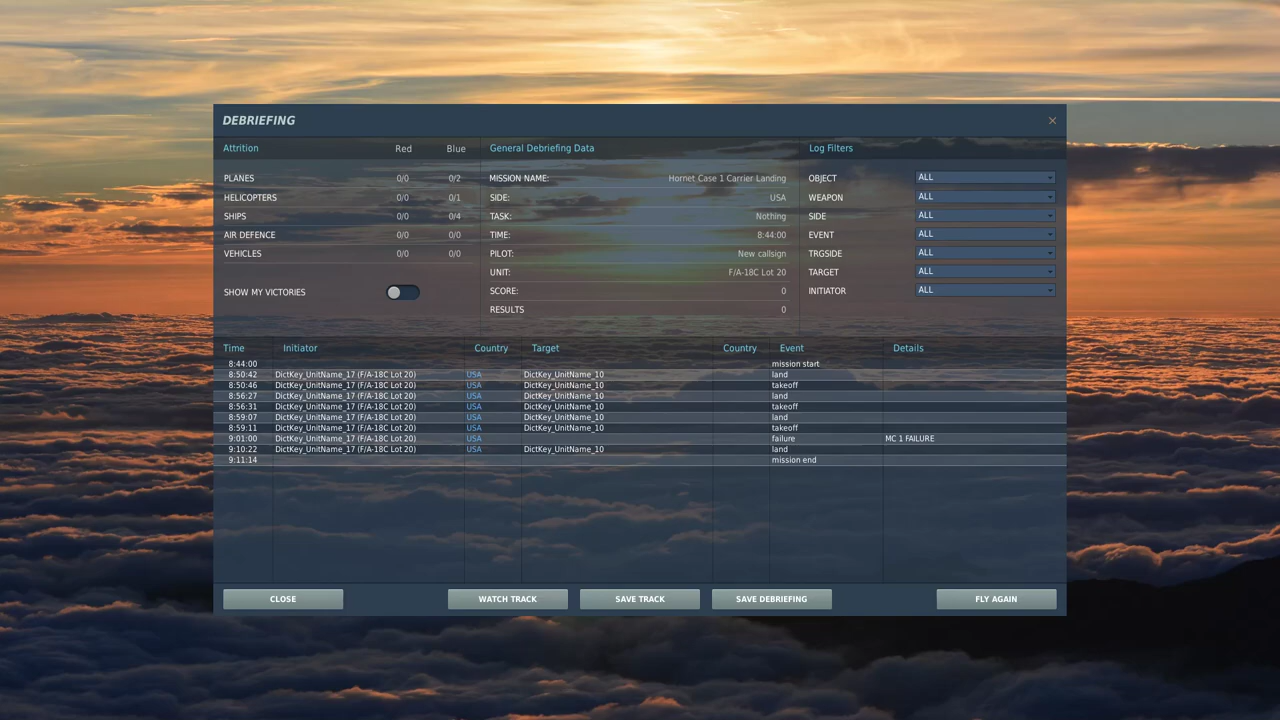 DEBRIEFING ×
Attrition Red Blue
PLANES 0/0 0/2
HELICOPTERS 0/0 0/1
SHIPS 0/0 0/4
AIR DEFENCE 0/0 0/0
VEHICLES 0/0 0/0
SHOW MY VICTORIES
General Debriefing Data
MISSION NAME: Hornet Case 1 Carrier Landing
SIDE: USA
TASK: Nothing
TIME: 8:44:00
PILOT: New callsign
UNIT: F/A-18C Lot 20
SCORE: 0
RESULTS 0
Log Filters
OBJECT ALL
WEAPON ALL
SIDE ALL
EVENT ALL
TRGSIDE ALL
TARGET ALL
INITIATOR ALL
Time Initiator Country Target Country Event Details
8:44:00 mission start
8:50:42 DictKey_UnitName_17 (F/A-18C Lot 20) USA DictKey_UnitName_10 land
8:50:46 DictKey_UnitName_17 (F/A-18C Lot 20) USA DictKey_UnitName_10 takeoff
8:56:27 DictKey_UnitName_17 (F/A-18C Lot 20) USA DictKey_UnitName_10 land
8:56:31 DictKey_UnitName_17 (F/A-18C Lot 20) USA DictKey_UnitName_10 takeoff
8:59:07 DictKey_UnitName_17 (F/A-18C Lot 20) USA DictKey_UnitName_10 land
8:59:11 DictKey_UnitName_17 (F/A-18C Lot 20) USA DictKey_UnitName_10 takeoff
9:01:00 DictKey_UnitName_17 (F/A-18C Lot 20) USA failure MC 1 FAILURE
9:10:22 DictKey_UnitName_17 (F/A-18C Lot 20) USA DictKey_UnitName_10 land
9:11:14 mission end
CLOSE WATCH TRACK SAVE TRACK SAVE DEBRIEFING FLY AGAIN